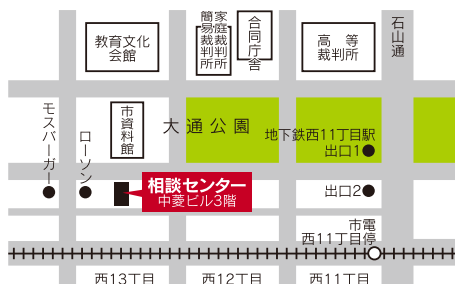 教育文化
会館
簡易裁判所
家庭裁判所
合同庁舎
高等
裁判所
石山通
モスバーガー
ローソン
市資料館
大通公園
地下鉄西11丁目駅
出口1
相談センター
中菱ビル3階
出口2
市電
西11丁目停
西13丁目
西12丁目
西11丁目